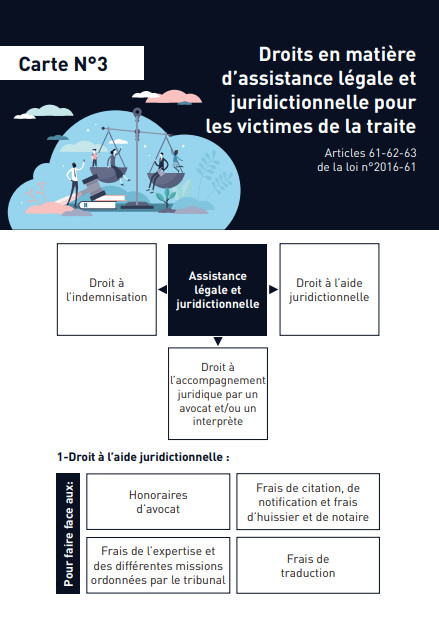 Carte N°3
Droits en matière
d’assistance légale et
juridictionnelle pour
les victimes de la traite
Articles 61-62-63
de la loi n°2016-61
Droit à
l’indemnisation
Assistance
légale et
juridictionnelle
Droit à l’aide
juridictionnelle
Droit à
l’accompagnement
juridique par un
avocat et/ou un
interprète
1-Droit à l’aide juridictionnelle :
Pour faire face aux:
Honoraires
d’avocat
Frais de citation, de
notification et frais
d’huissier et de notaire
Frais de l’expertise et
des différentes missions
ordonnées par le tribunal
Frais de
traduction